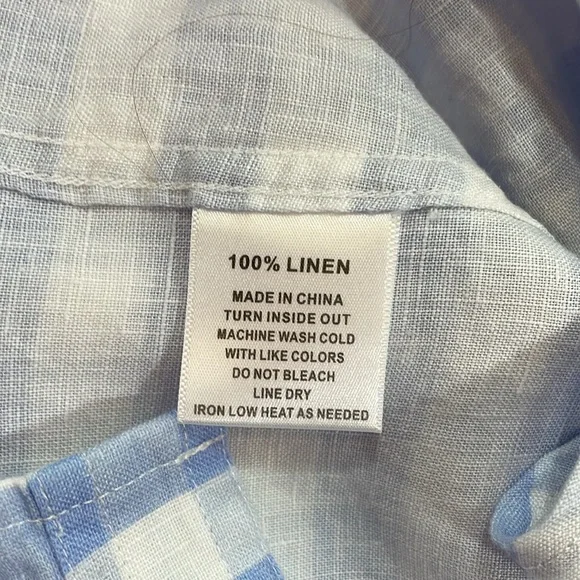 100% LINEN
MADE IN CHINA
TURN INSIDE OUT
MACHINE WASH COLD
WITH LIKE COLORS
DO NOT BLEACH
LINE DRY
IRON LOW HEAT AS NEEDED